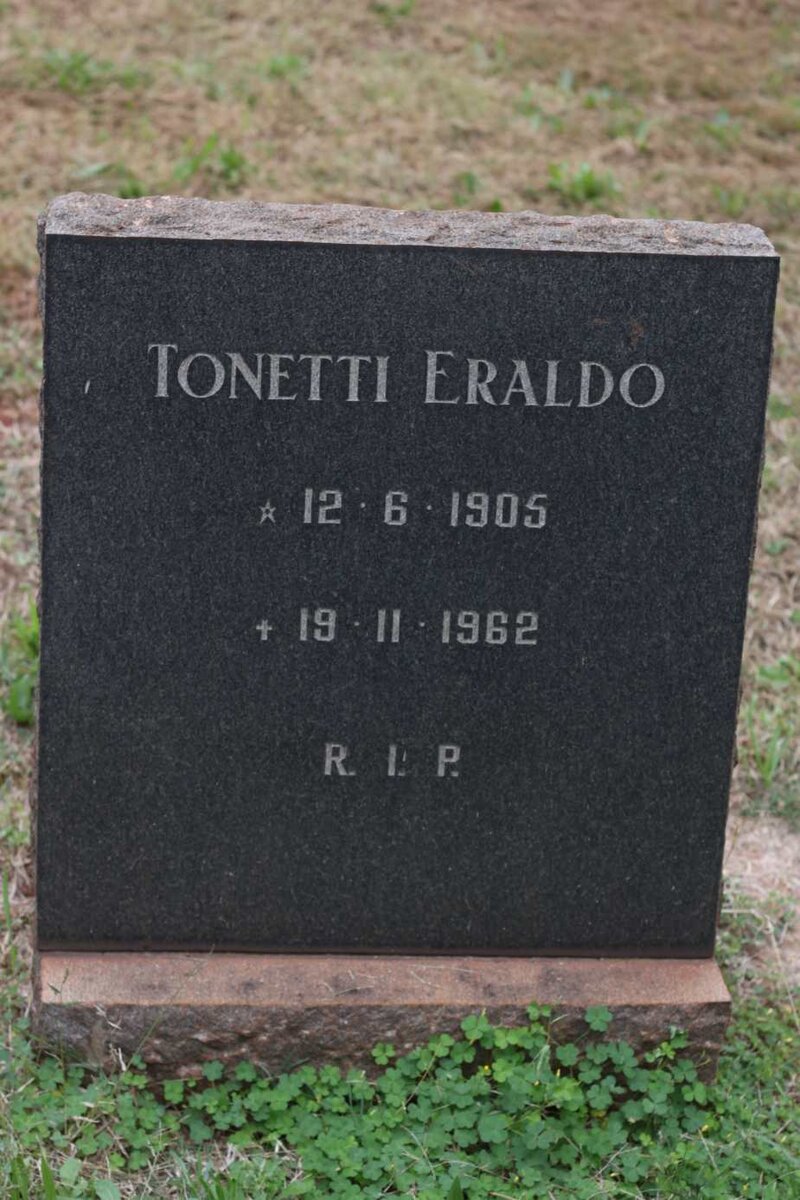 TONETTI ERALDO
☆ 12·6·1905
✝ 19·11·1962
R. I. P.